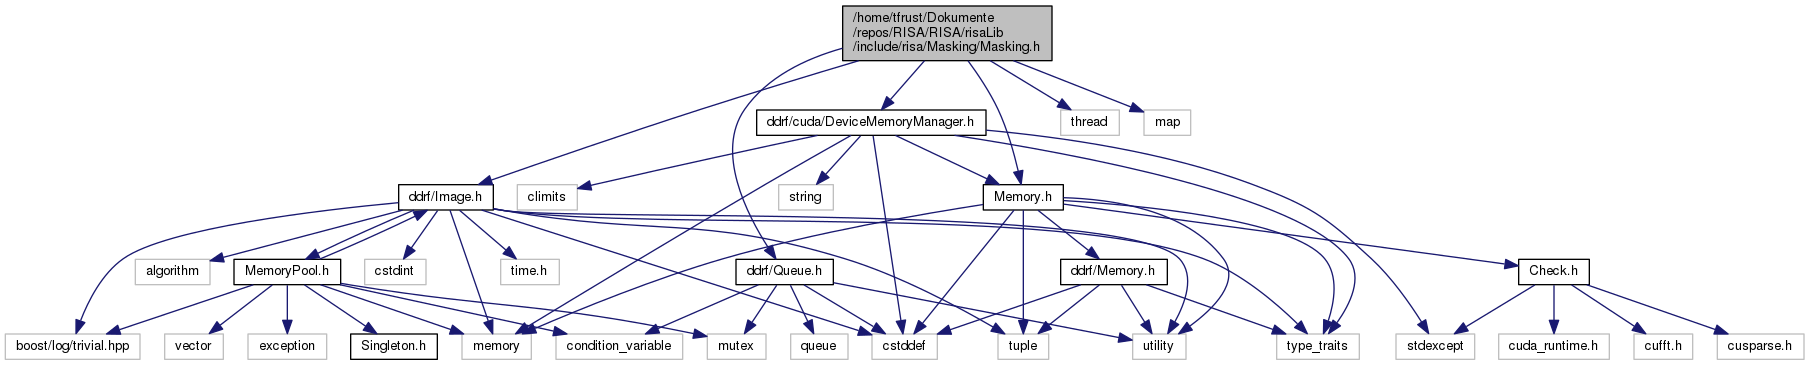 /home/tfrust/Dokumente
/repos/RISA/RISA/risaLib
/include/risa/Masking/Masking.h
ddrf/cuda/DeviceMemoryManager.h
thread
map
ddrf/Image.h
climits
string
Memory.h
algorithm
MemoryPool.h
cstdint
time.h
ddrf/Queue.h
ddrf/Memory.h
Check.h
boost/log/trivial.hpp
vector
exception
Singleton.h
memory
condition_variable
mutex
queue
cstddef
tuple
utility
type_traits
stdexcept
cuda_runtime.h
cufft.h
cusparse.h